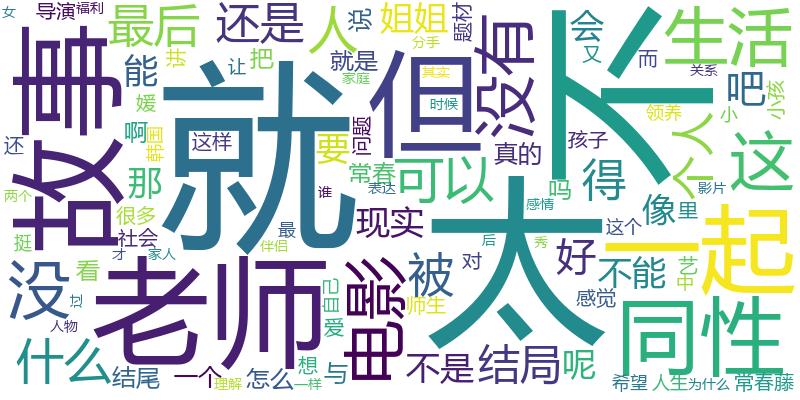 女
导演
福利
最后
还是
人
说
姐姐
题材
会
又
而
生活
故事
能
讲
让
把
就是
分手
家庭
其实
但
没有
不
关系
吧
小孩
媛
啊
韩国
这样
就
要
问题
时候
领养
小
还
那
真的
孩子
个人
这
两个
很多
常春
可以
表达
谁
吗
得
感情
影片
挺
社会
最
现实
太
像
里
这个
才
家人
伴侣
后
秀
一起
没
看
老师
电影
被
对
好
不能
艺
中
过
自己
师生
感觉
同性
人物
爱
什么
结尾
一个
理解
怎么
想
一样
与
不是
结局
呢
希望
人生
为什么
常春藤